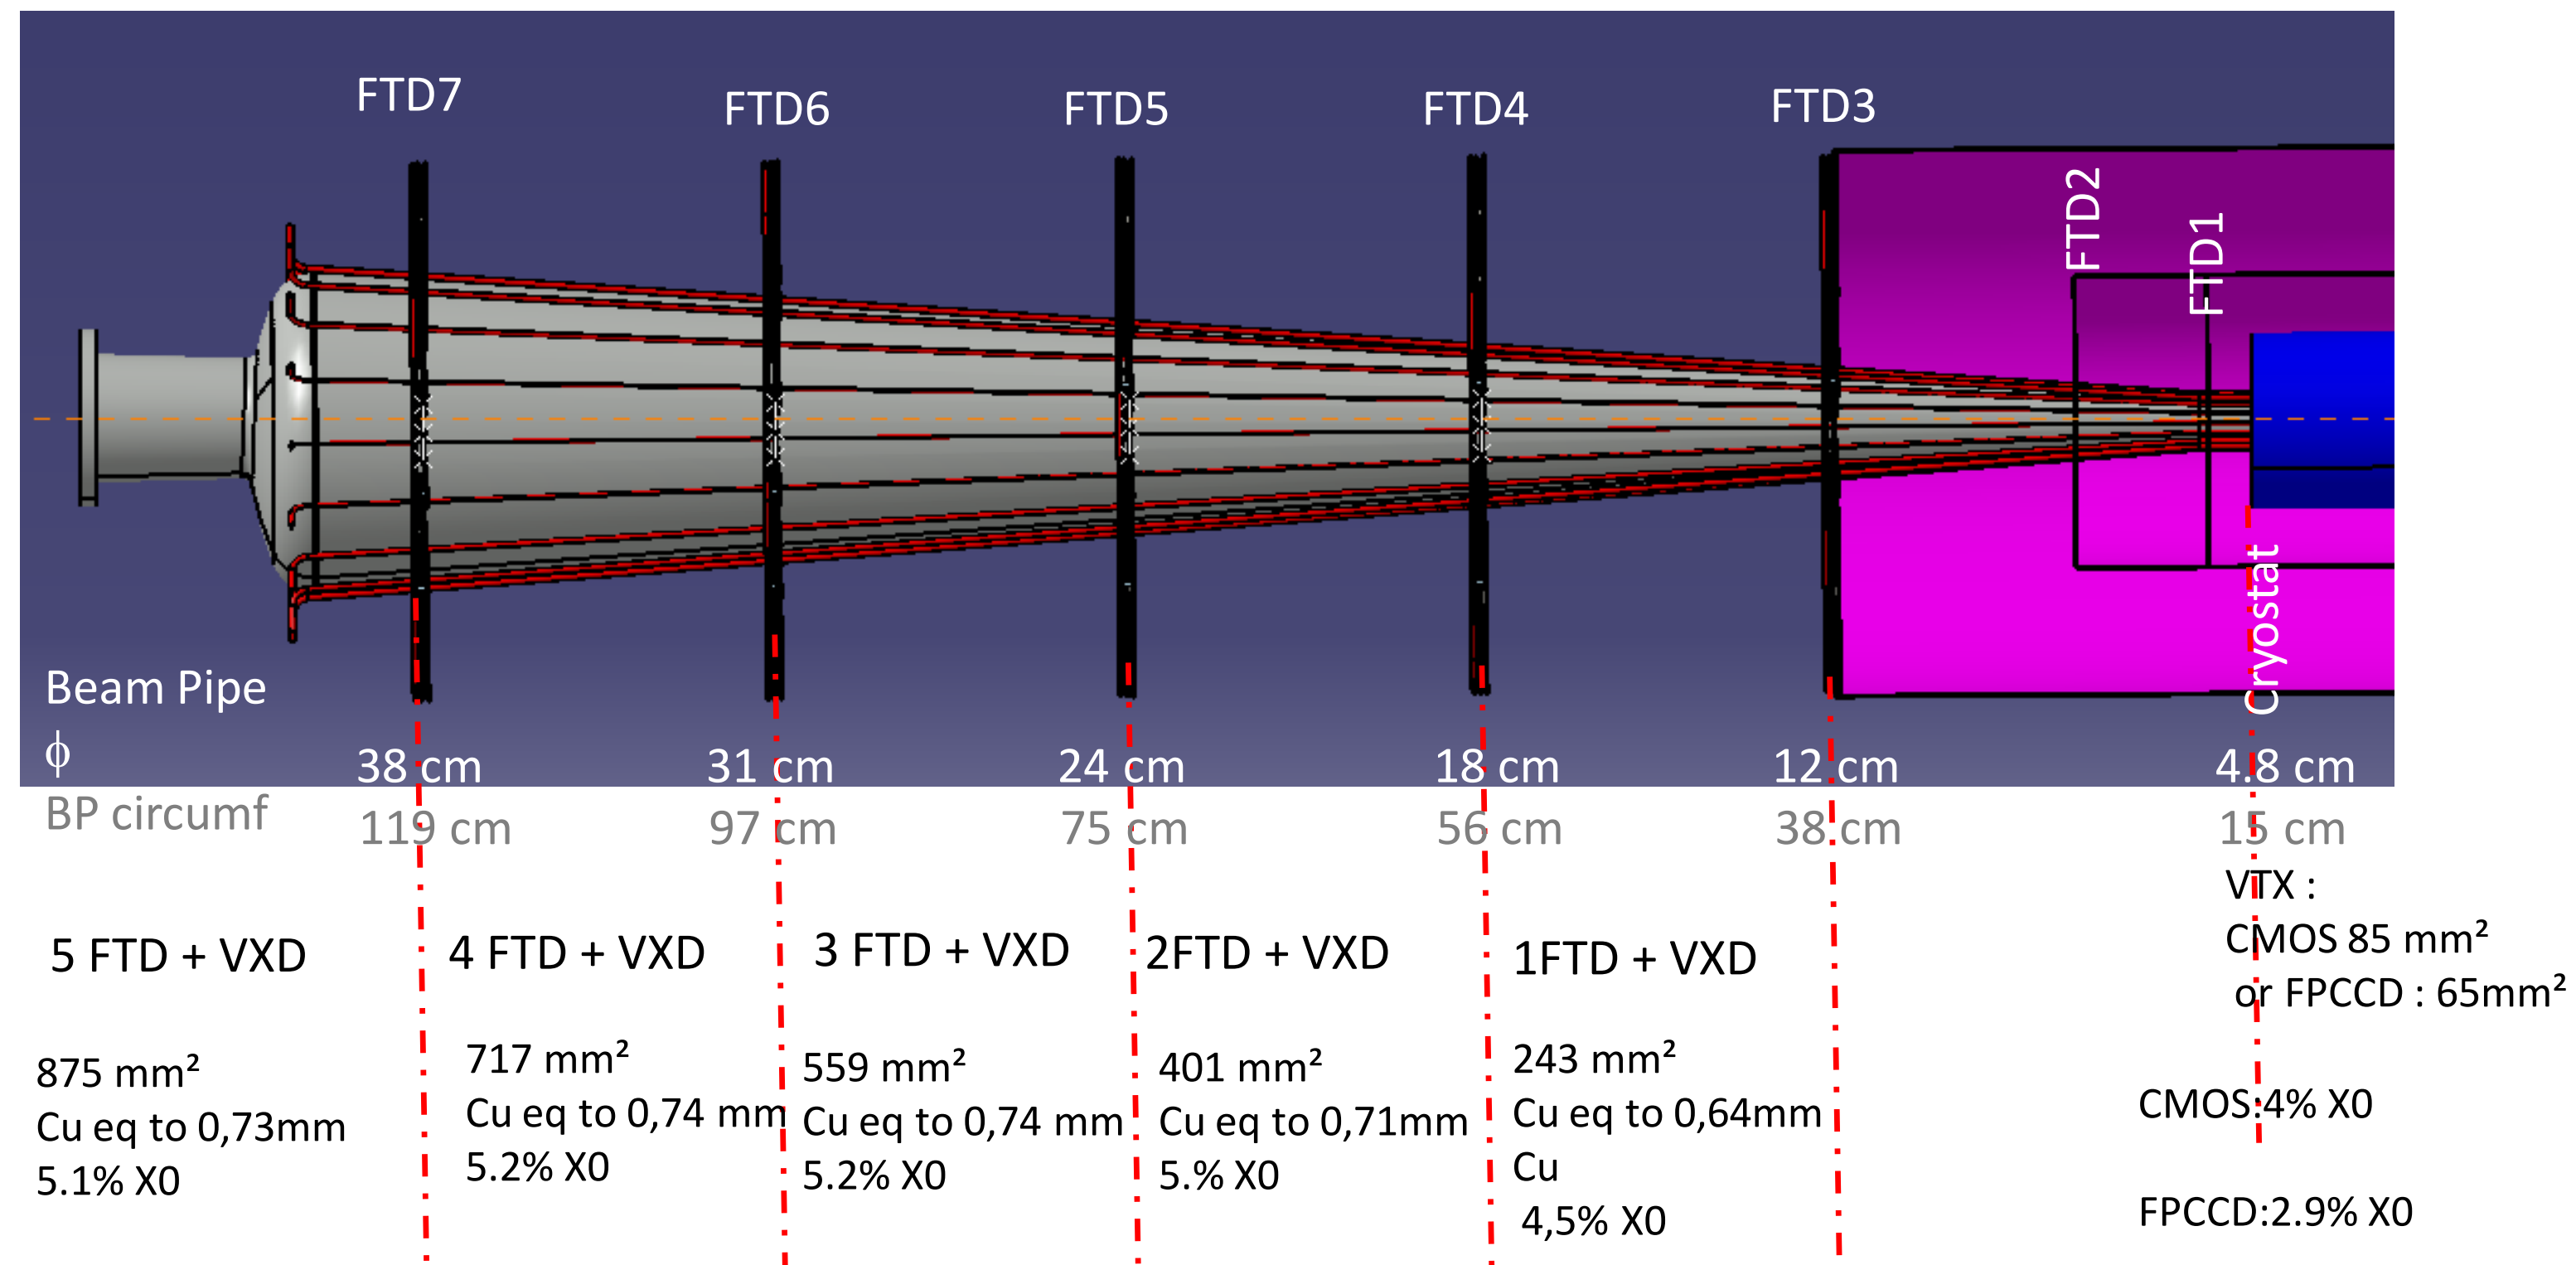 FTD7
FTD6
FTD5
FTD4
FTD3
FTD2
FTD1
Cryostat
Beam Pipe
ϕ
38 cm
31 cm
24 cm
18 cm
12 cm
4.8 cm
BP circumf
119 cm
97 cm
75 cm
56 cm
38 cm
15 cm
5 FTD + VXD
4 FTD + VXD
3 FTD + VXD
2FTD + VXD
1FTD + VXD
VTX :
CMOS 85 mm²
or FPCCD : 65mm²
875 mm²
Cu eq to 0,73mm
5.1% X0
717 mm²
Cu eq to 0,74 mm
5.2% X0
559 mm²
Cu eq to 0,74 mm
5.2% X0
401 mm²
Cu eq to 0,71mm
5.% X0
243 mm²
Cu eq to 0,64mm
Cu
4,5% X0
CMOS:4% X0
FPCCD:2.9% X0